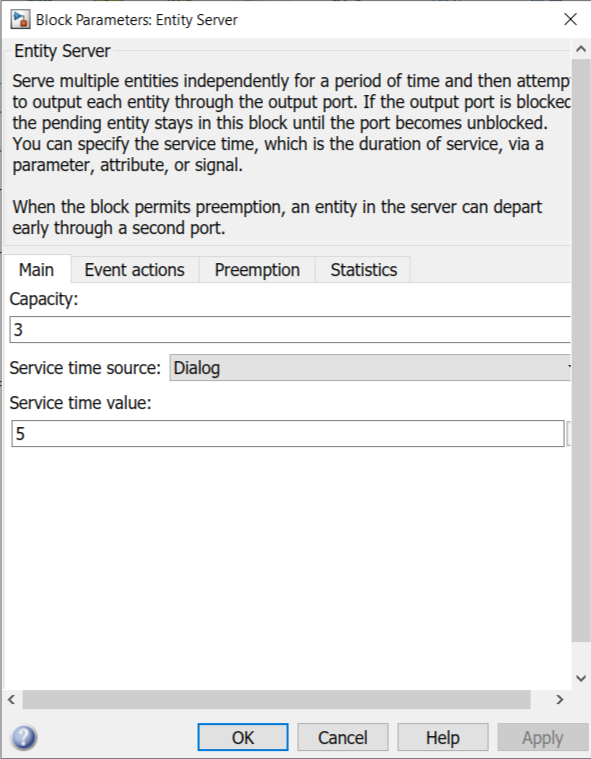 Block Parameters: Entity Server
Entity Server
Serve multiple entities independently for a period of time and then attemp
to output each entity through the output port. If the output port is blocked
the pending entity stays in this block until the port becomes unblocked.
You can specify the service time, which is the duration of service, via a
parameter, attribute, or signal.
When the block permits preemption, an entity in the server can depart
early through a second port.
Main Event actions Preemption Statistics
Capacity:
3
Service time source: Dialog
Service time value:
5
OK Cancel Help Apply